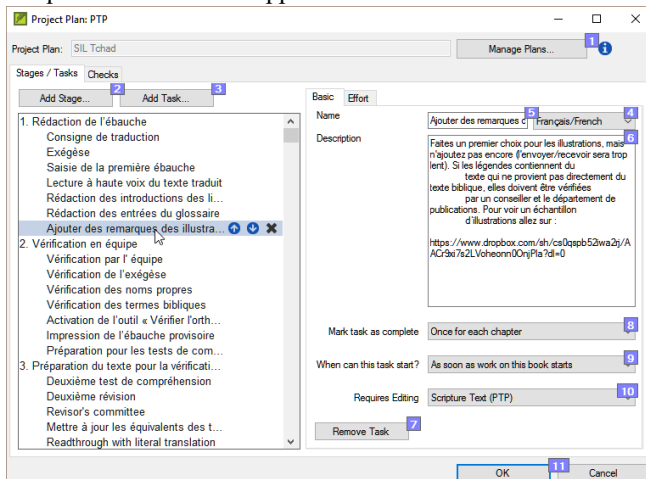 Project Plan: PTP
Project Plan: SIL Tchad
Manage Plans...
1
Stages / Tasks Checks
2 3
Add Stage... Add Task...
1. Rédaction de l'ébauche
Consigne de traduction
Exégèse
Saisie de la première ébauche
Lecture à haute voix du texte traduit
Rédaction des introductions des li...
Rédaction des entrées du glossaire
Ajouter des remarques des illustra...
2. Vérification en équipe
Vérification par l' équipe
Vérification de l'exégèse
Vérification des noms propres
Vérification des termes bibliques
Activation de l'outil « Vérifier l'orth...
Impression de l'ébauche provisoire
Préparation pour les tests de com...
3. Préparation du texte pour la vérificati...
Deuxième test de compréhension
Deuxième révision
Revisor's committee
Mettre à jour les équivalents des t...
Readthrough with literal translation
Basic Effort
Name Ajouter des remarques d 5 Français/French 4
Description
6
Faites un premier choix pour les illustrations, mais
n'ajoutez pas encore (l'envoyer/recevoir sera trop
lent). Si les légendes contiennent du
texte qui ne provient pas directement du
texte biblique, elles doivent être vérifiées
par un conseiller et le département de
publications. Pour voir un échantillon
d'illustrations allez sur :
https://www.dropbox.com/sh/cs0qspb52iwa2rj/A
ACr9xi7s2LVoheonn0OnjPla?dl=0
Mark task as complete Once for each chapter 8
When can this task start? As soon as work on this book starts 9
Requires Editing Scripture Text (PTP) 10
Remove Task 7
OK 11 Cancel